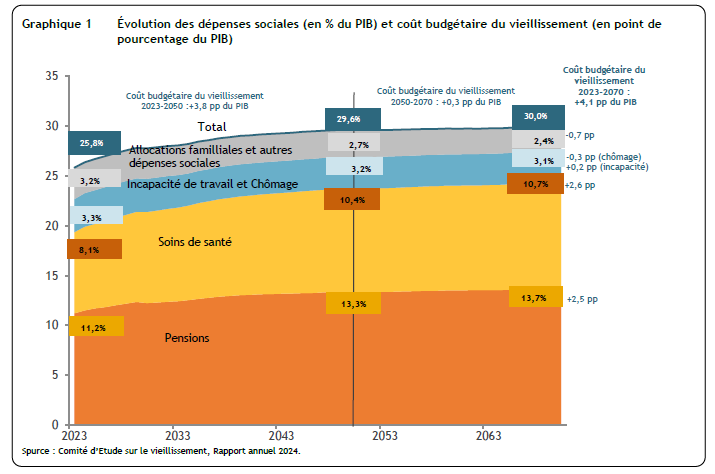 Graphique 1 Évolution des dépenses sociales (en % du PIB) et coût budgétaire du vieillissement (en point de
pourcentage du PIB)
Coût budgétaire du
vieillissement
2023-2070 :
+4,1 pp du PIB
Coût budgétaire du vieillissement
2023-2050 :+3,8 pp du PIB
Coût budgétaire du vieillissement
2050-2070 : +0,3 pp du PIB
35
30
25
20
15
10
5
0
25,8%
Total
29,6%
30,0%
Allocations familliales et autres
dépenses sociales
3,2%
2,7%
2,4%
-0,7 pp
Incapacité de travail et Chômage
3,3%
3,2%
3,1%
-0,3 pp (chômage)
+0,2 pp (incapacité)
8,1%
Soins de santé
10,4%
10,7%
+2,6 pp
11,2%
Pensions
13,3%
13,7%
+2,5 pp
2023
2033
2043
2053
2063
Spurce : Comité d’Etude sur le vieillissement, Rapport annuel 2024.